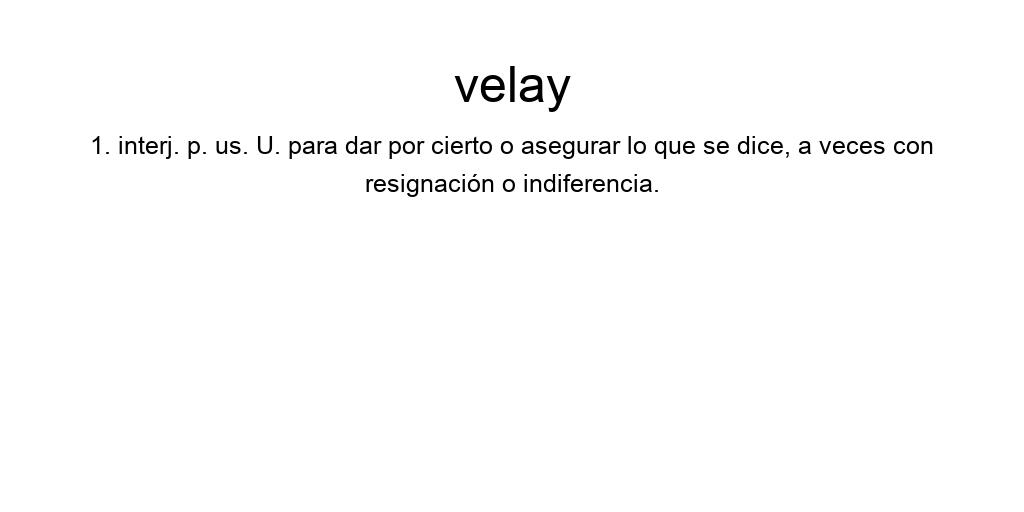 velay
1. interj. p. us. U. para dar por cierto o asegurar lo que se dice, a veces con
resignación o indiferencia.